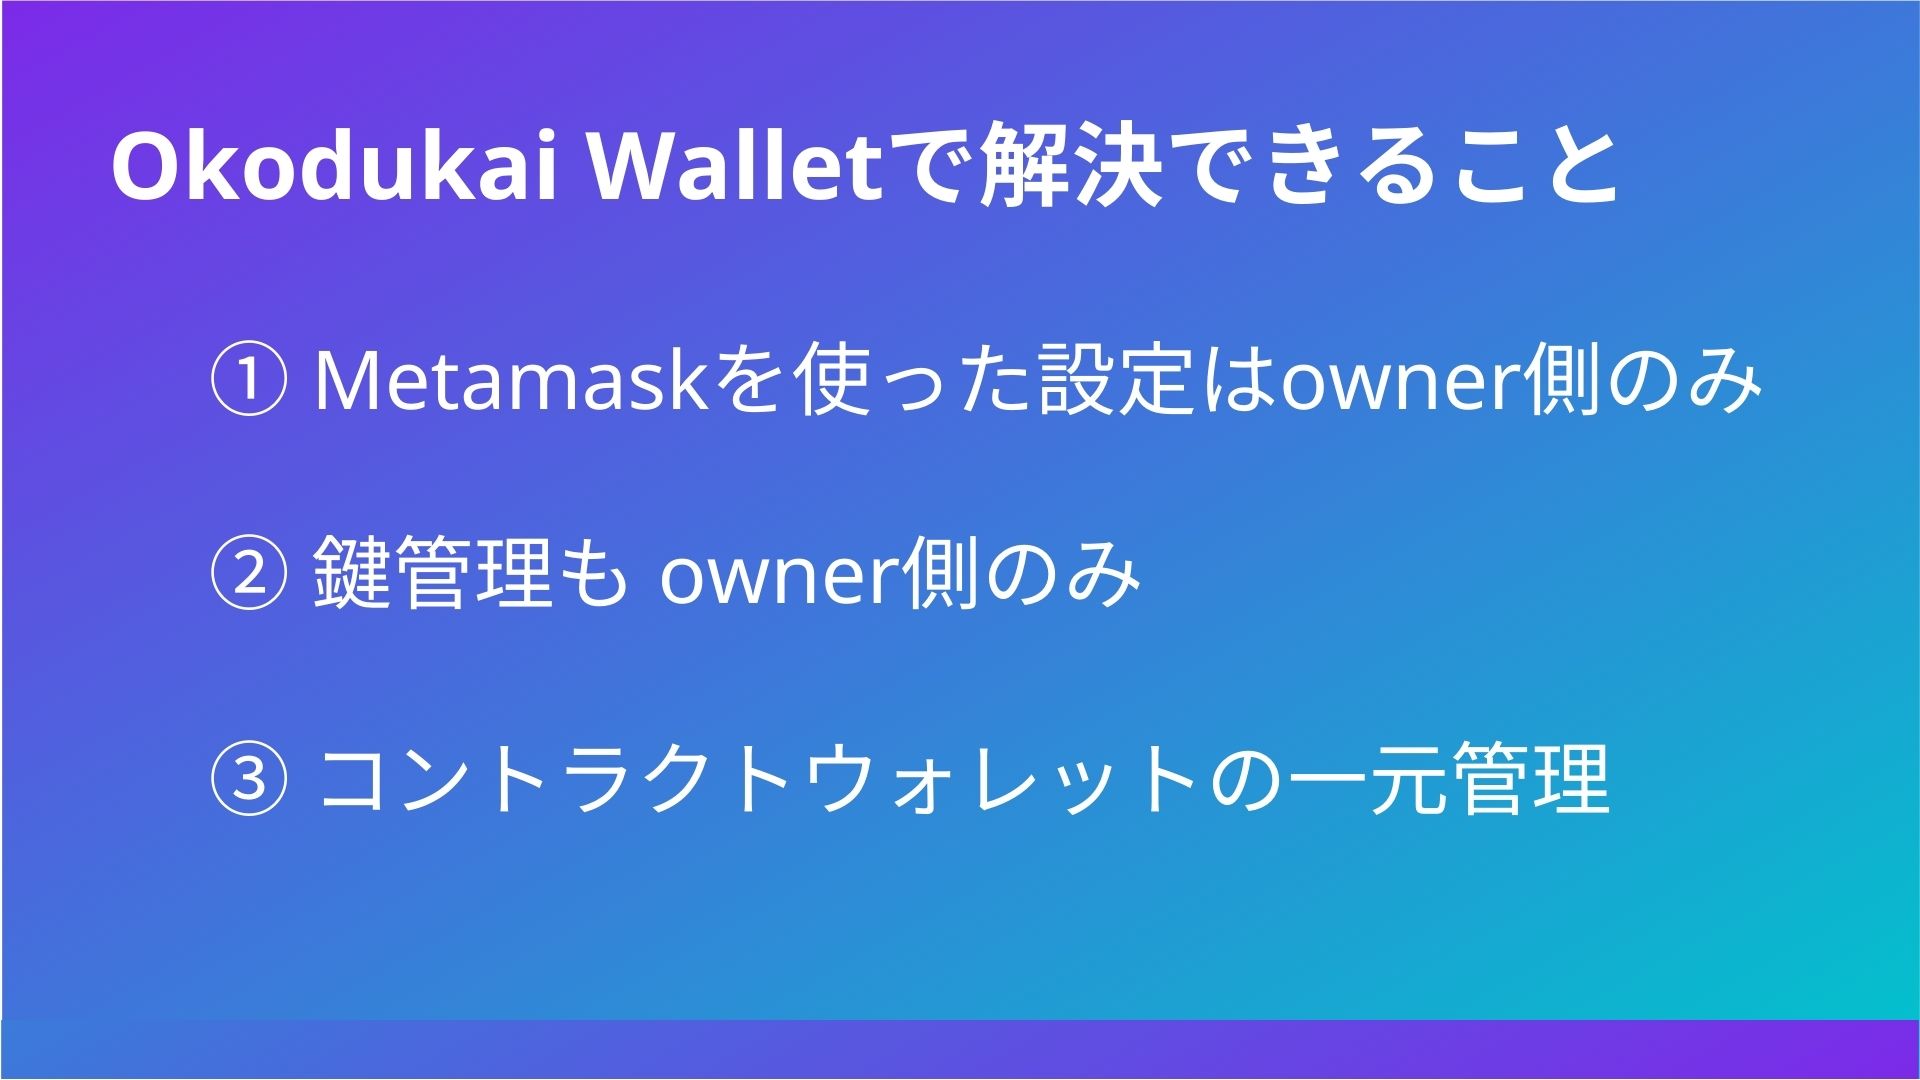 Okodukai Walletで解決できること
① Metamaskを使った設定はowner側のみ
② 鍵管理も owner側のみ
③ コントラクトウォレットの一元管理